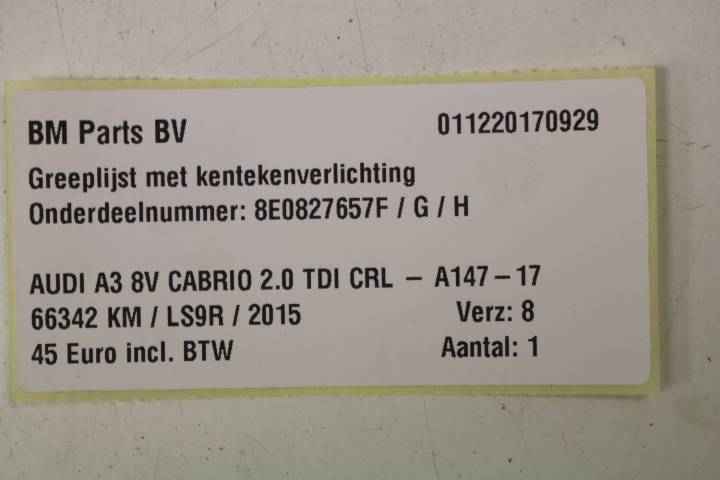 BM Parts BV 011220170929
Greeplijst met kentekenverlichting
Onderdeelnummer: 8E0827657F / G / H
AUDI A3 8V CABRIO 2.0 TDI CRL – A147–17
66342 KM / LS9R / 2015 Verz: 8
45 Euro incl. BTW Aantal: 1